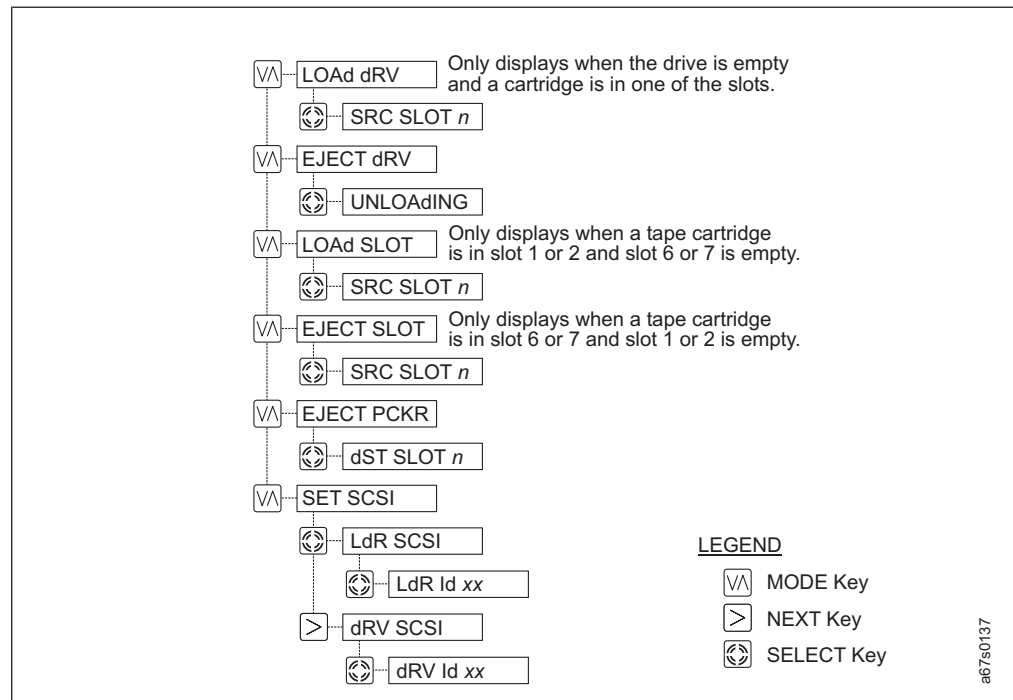 LOAd dRV
Only displays when the drive is empty
and a cartridge is in one of the slots.
SRC SLOT n
EJECT dRV
UNLOAdING
LOAd SLOT
Only displays when a tape cartridge
is in slot 1 or 2 and slot 6 or 7 is empty.
SRC SLOT n
EJECT SLOT
Only displays when a tape cartridge
is in slot 6 or 7 and slot 1 or 2 is empty.
SRC SLOT n
EJECT PCKR
dST SLOT n
SET SCSI
LdR SCSI
LdR Id xx
dRV SCSI
dRV Id xx
LEGEND
MODE Key
NEXT Key
SELECT Key
a67s0137